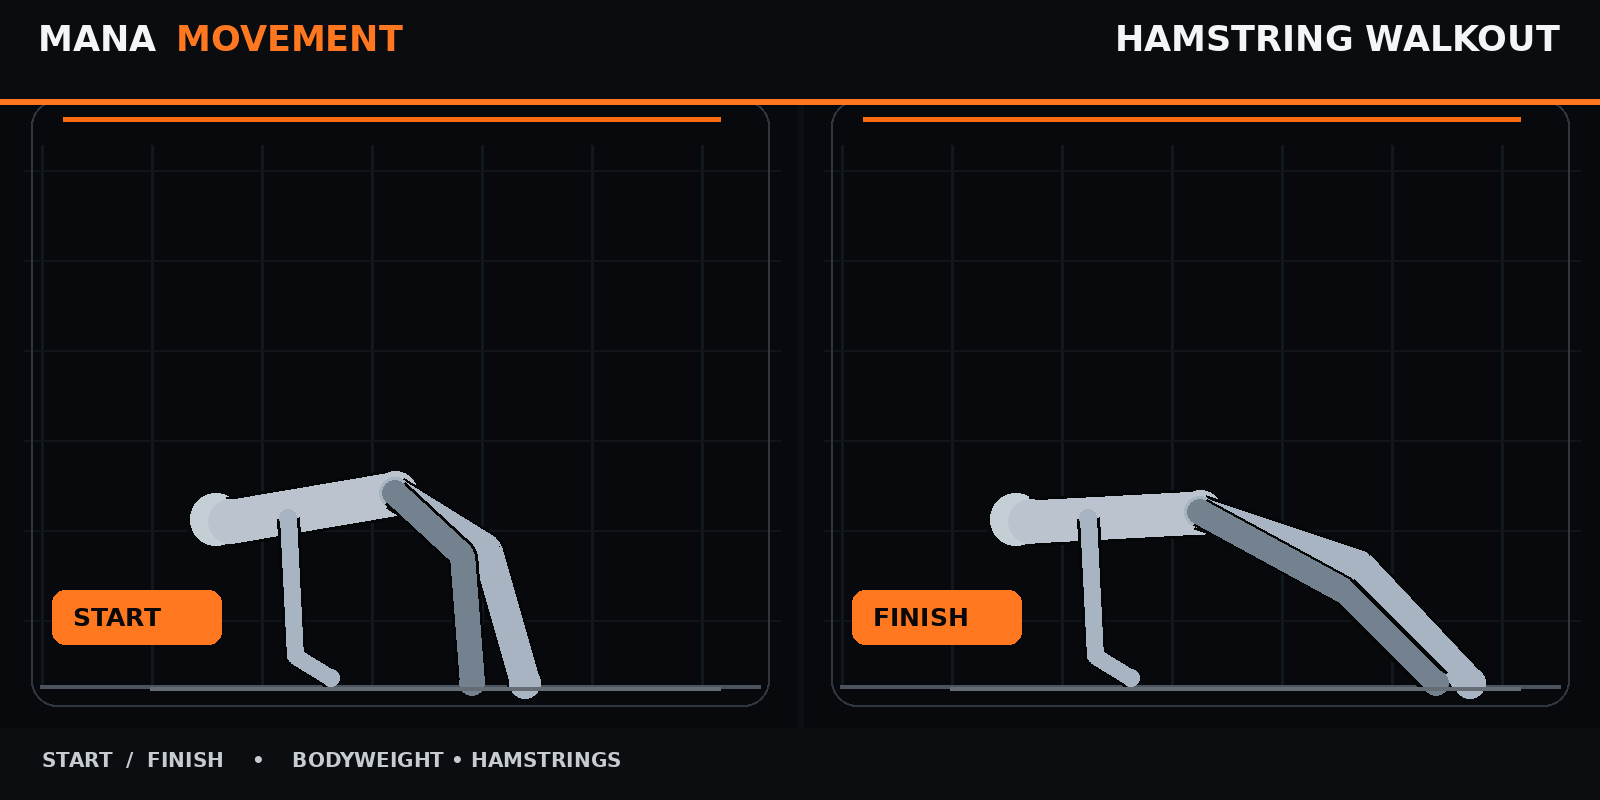 MANA MOVEMENT
HAMSTRING WALKOUT
START
FINISH
START / FINISH • BODYWEIGHT • HAMSTRINGS